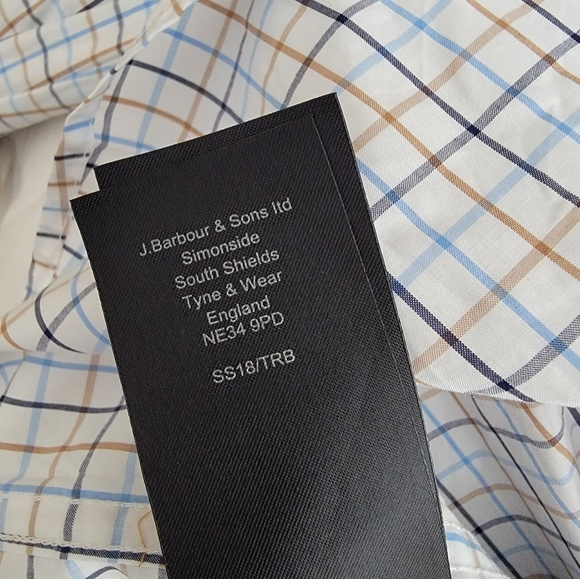 J.Barbour & Sons ltd
Simonside
South Shields
Tyne & Wear
England
NE34 9PD
SS18/TRB